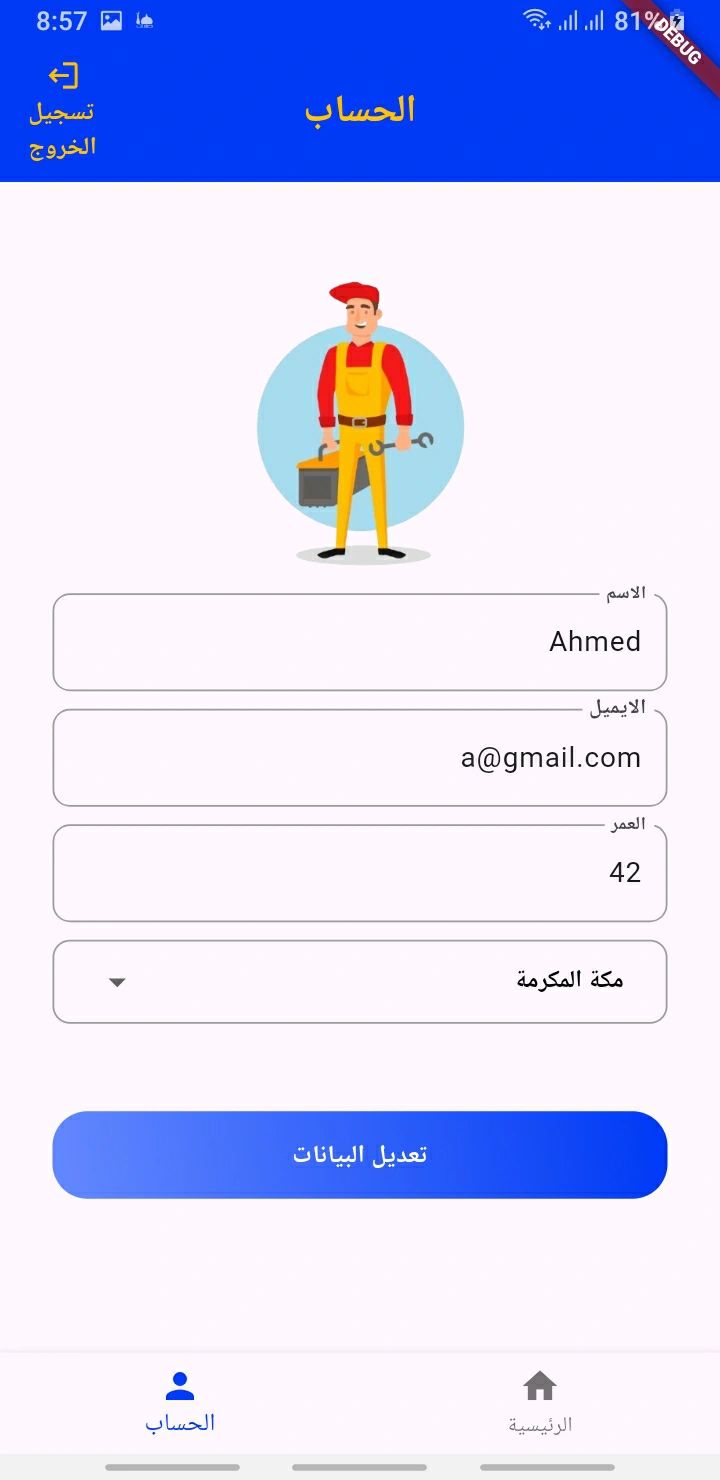 8:57
81%
DEBUG
الحساب
تسجيل
الخروج
الاسم
Ahmed
الايميل
a@gmail.com
العمر
42
مكة المكرمة
تعديل البيانات
الرئيسية
الحساب